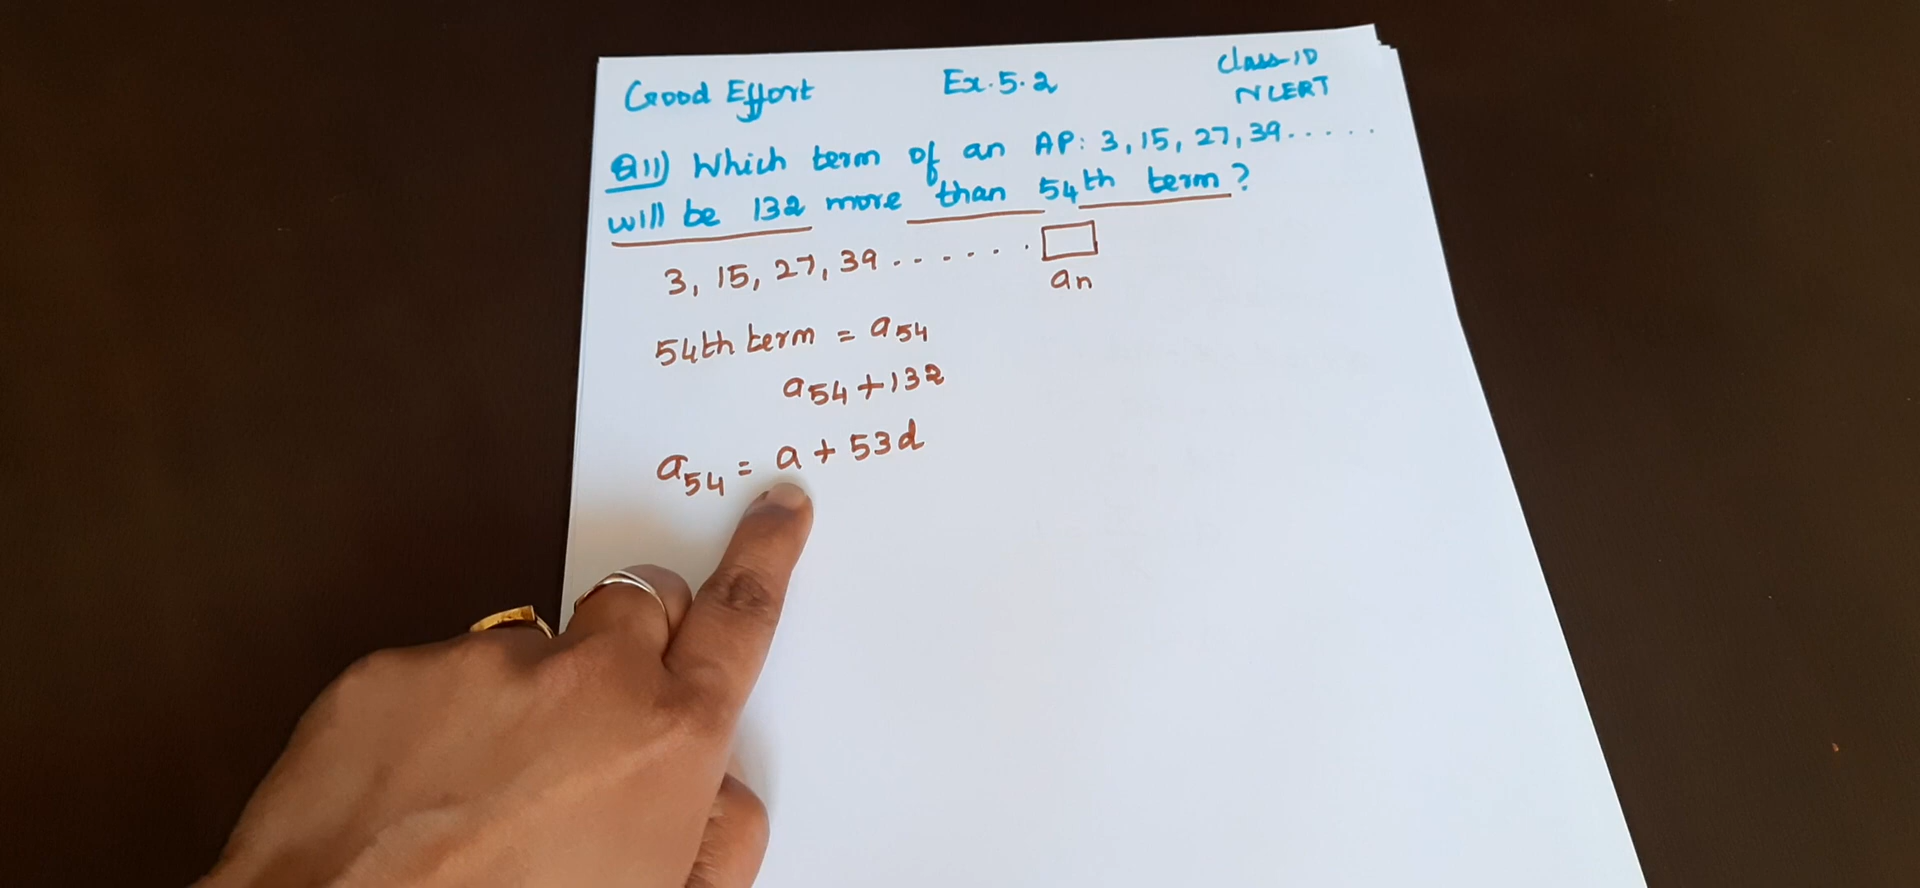 Good Effort Ex. 5.2 Class-10
NCERT
Q11) Which term of an AP: 3, 15, 27, 39.....
will be 132 more than 54th term?
3, 15, 27, 39.......
an
54th term = a54
a54+132
a54 = a + 53d